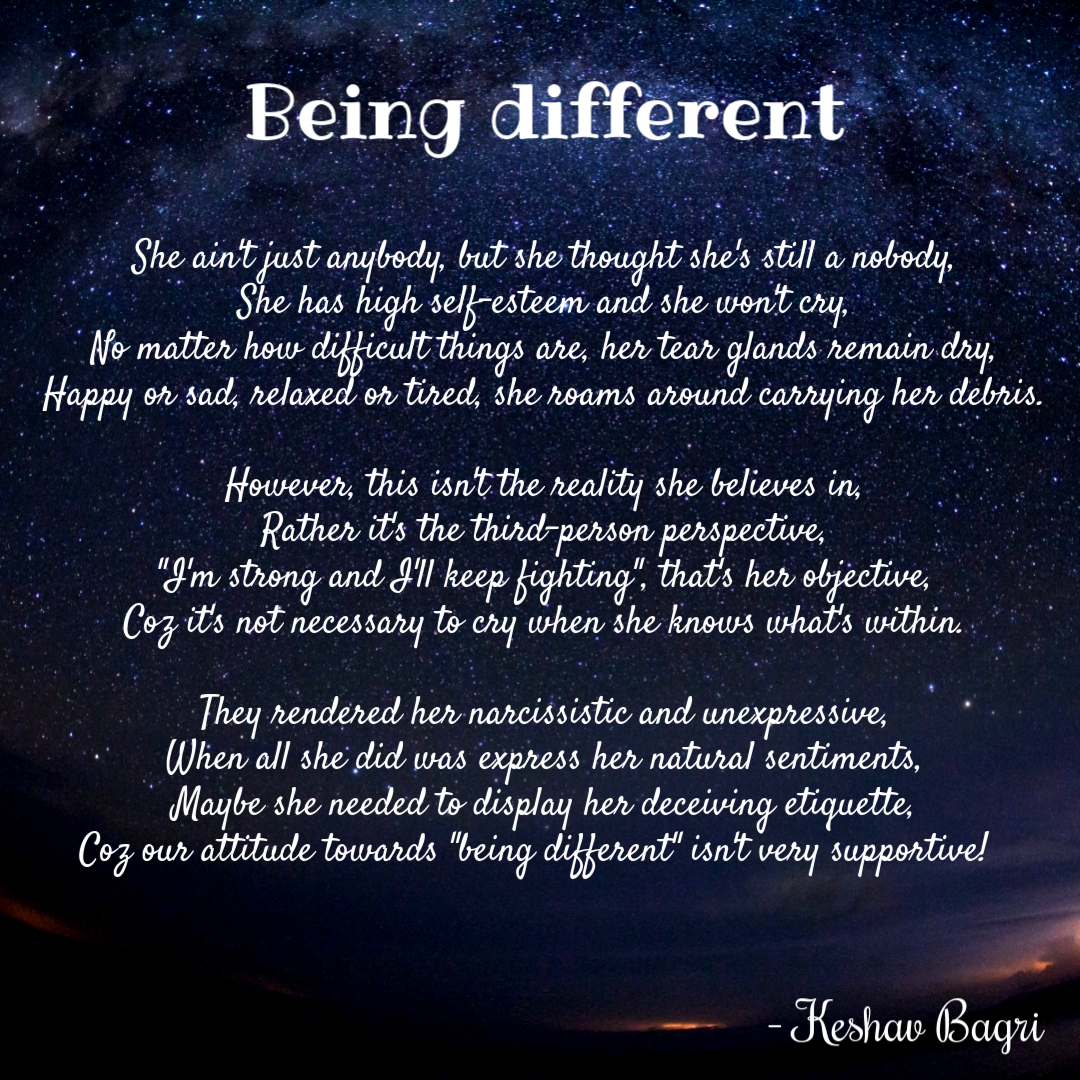 Being different
She ain't just anybody, but she thought she's still a nobody,
She has high self-esteem and she won't cry,
No matter how difficult things are, her tear glands remain dry,
Happy or sad, relaxed or tired, she roams around carrying her debris.
However, this isn't the reality she believes in,
Rather it's the third-person perspective,
"I'm strong and I'll keep fighting", that's her objective,
Coz it's not necessary to cry when she knows what's within.
They rendered her narcissistic and unexpressive,
When all she did was express her natural sentiments,
Maybe she needed to display her deceiving etiquette,
Coz our attitude towards "being different" isn't very supportive!
- Keshav Bagri